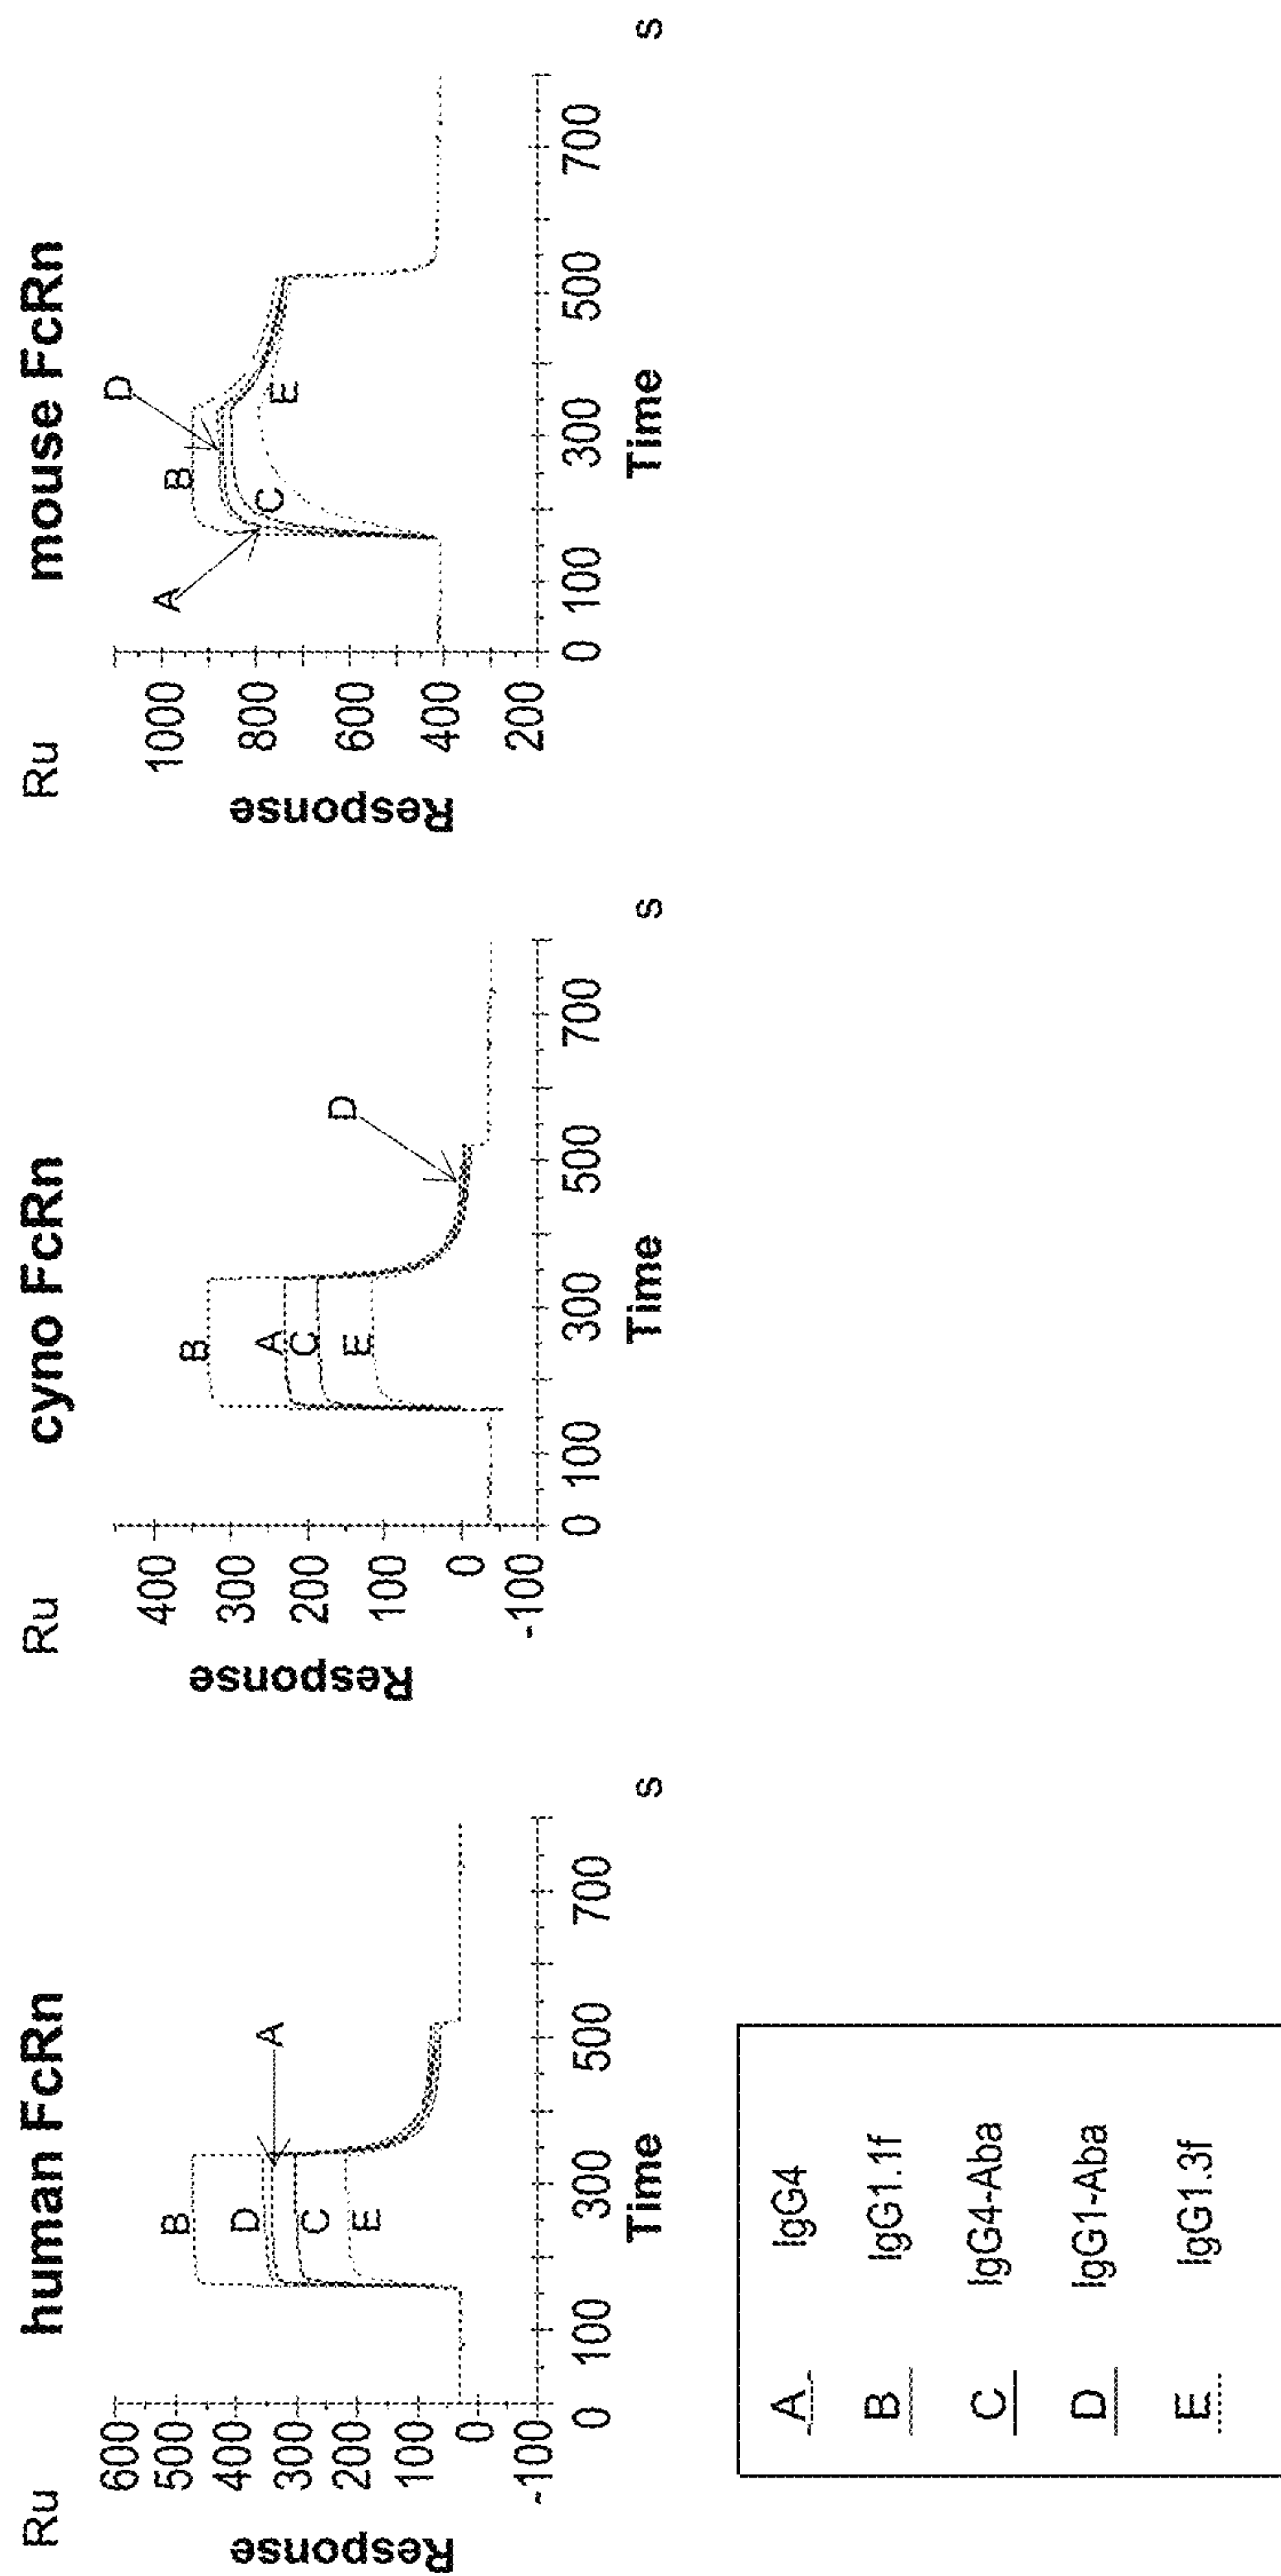 human FcRn
Ru
600
500
400
300
200
100
0
-100
Response
B
D
A
C
E
0 100 300 500 700
Time
s
cyno FcRn
Ru
400
300
200
100
0
-100
Response
B
A
C
E
D
0 100 300 500 700
Time
s
mouse FcRn
Ru
1000
800
600
400
200
Response
A
B
D
C
E
0 100 300 500 700
Time
s
A IgG4
B IgG1.1f
C IgG4-Aba
D IgG1-Aba
E IgG1.3f